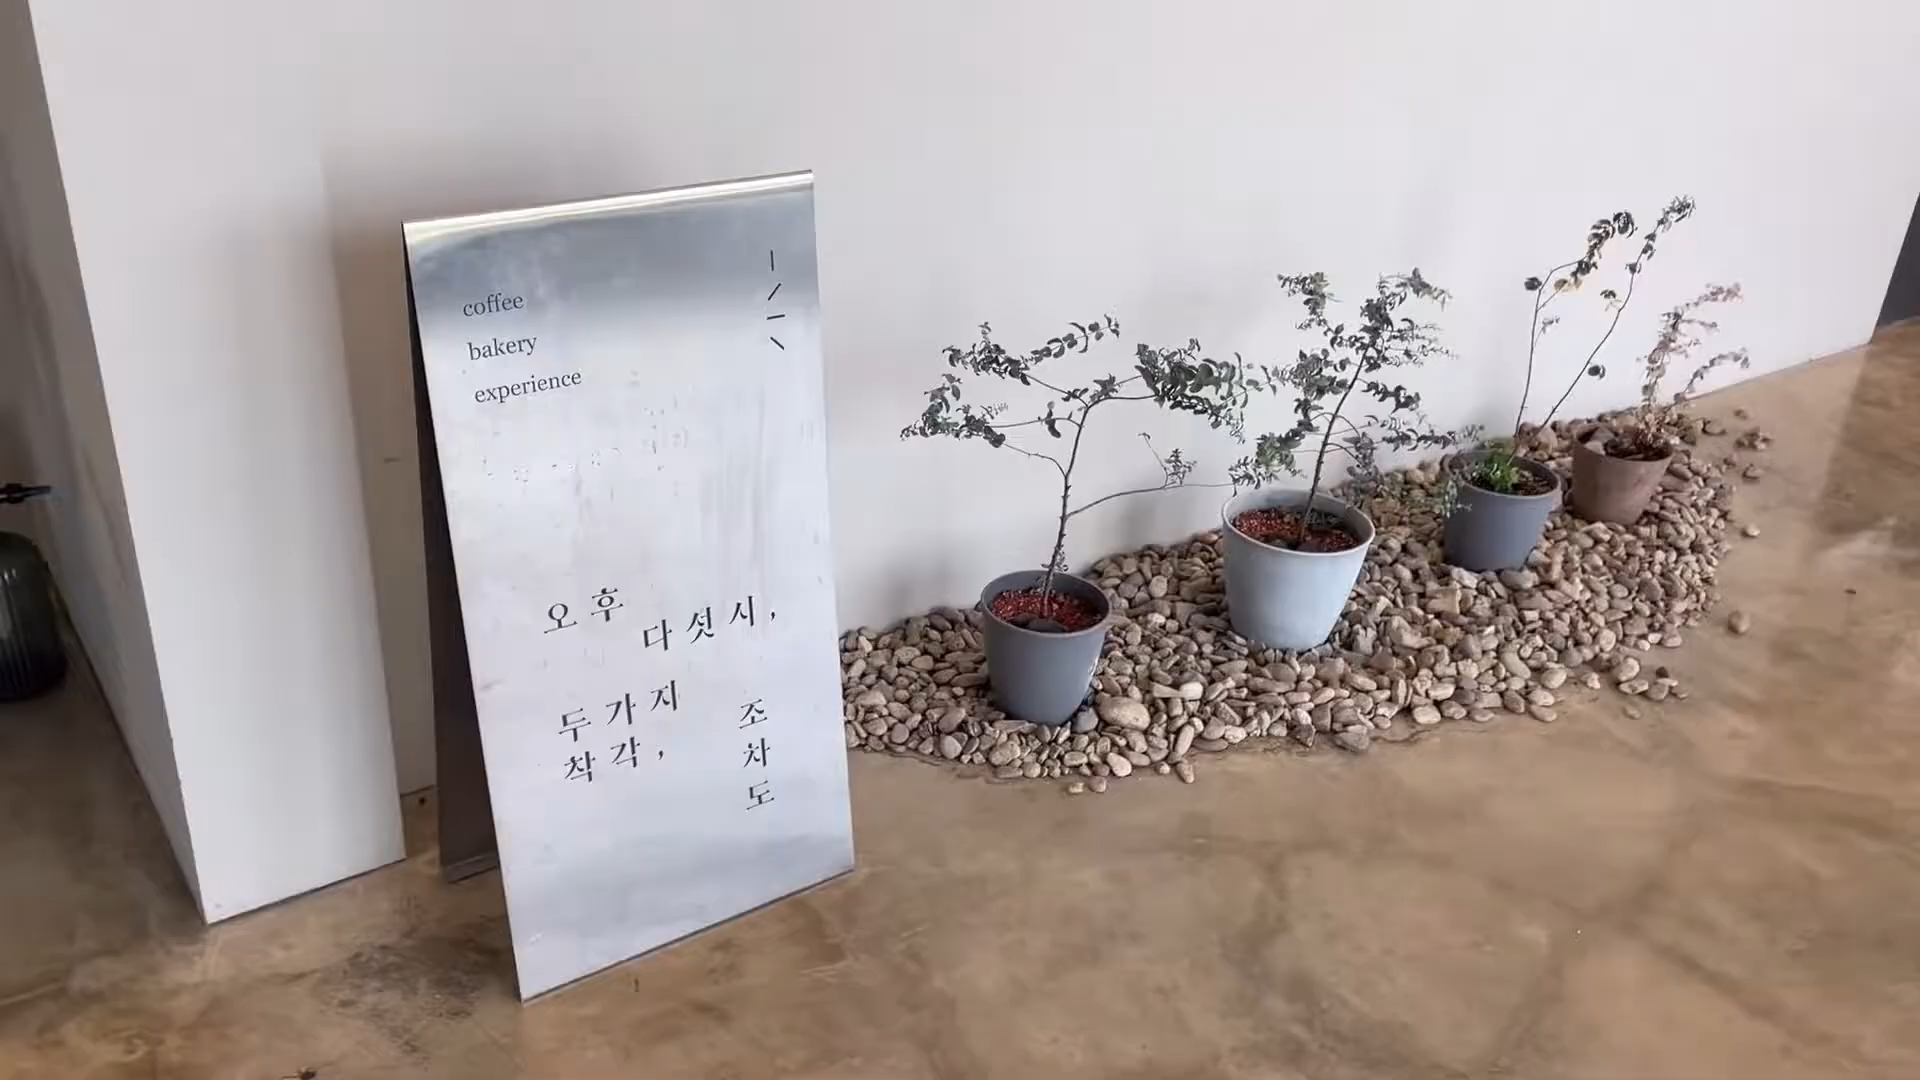 coffee
bakery
experience
오후
다섯시,
두가지
착각,
조차도